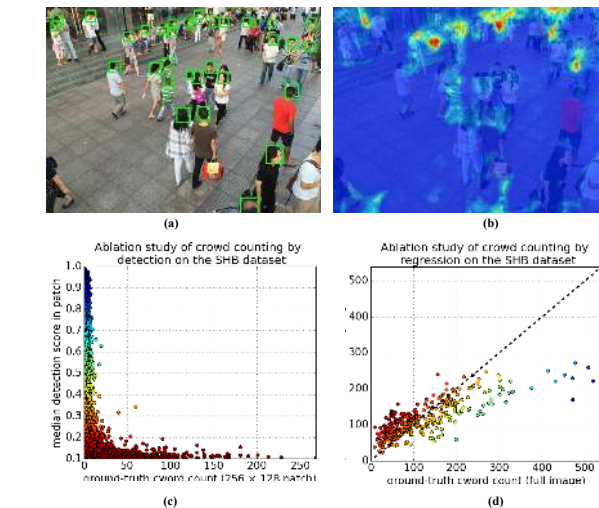 (a)
(b)
Ablation study of crowd counting by
detection on the SHB dataset
median detection score in patch
1.0
0.9
0.8
0.7
0.6
0.5
0.4
0.3
0.2
0.1
0
50
100
150
200
250
ground-truth cword count (256 × 128 patch)
(c)
Ablation study of crowd counting by
regression on the SHB dataset
500
400
300
200
100
0
0
100
200
300
400
500
ground-truth cword count (full image)
(d)